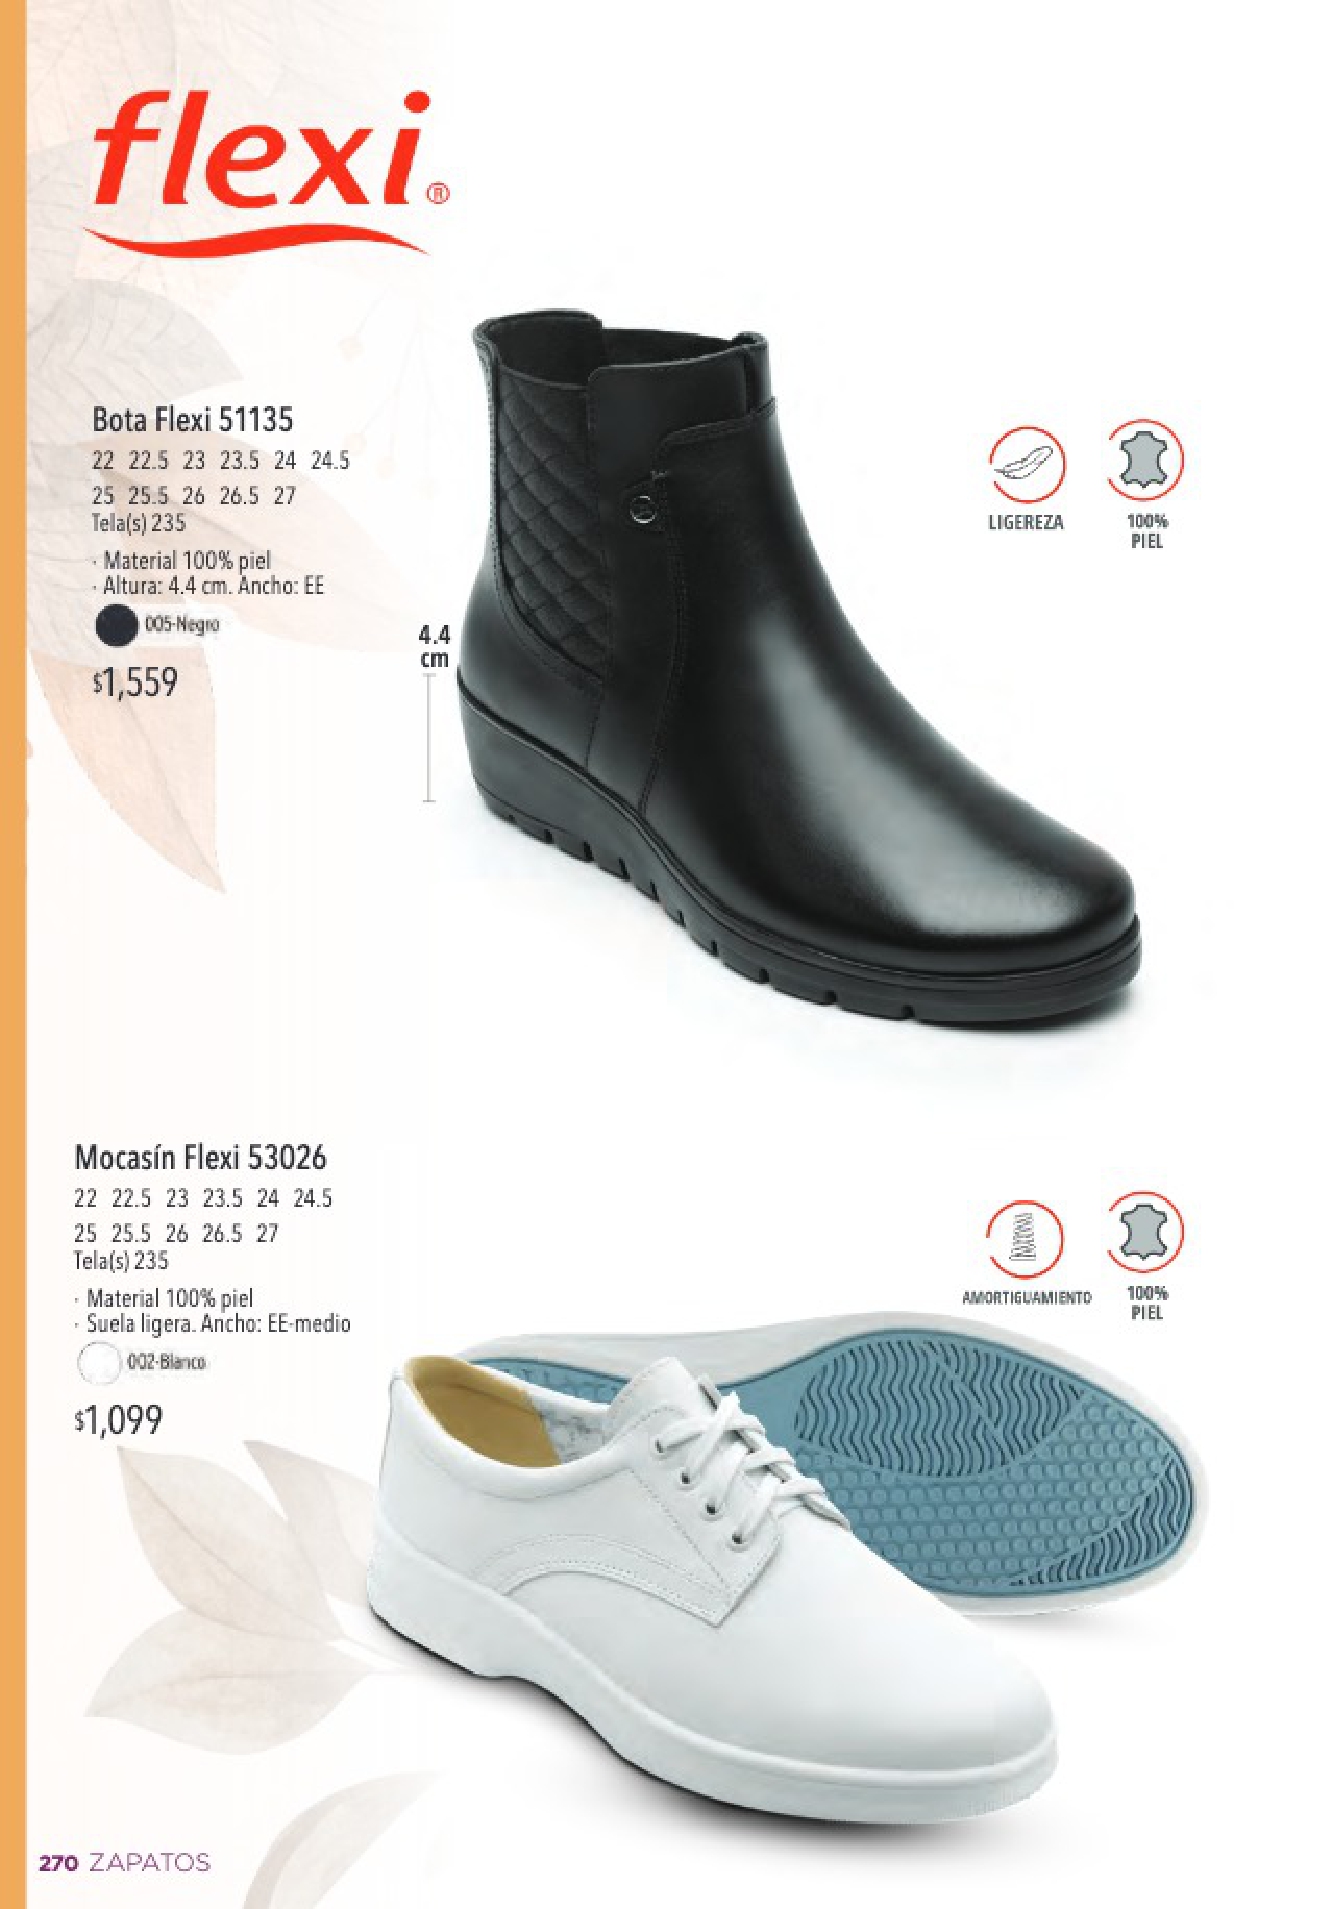 flexi®
Bota Flexi 51135
22 22.5 23 23.5 24 24.5
25 25.5 26 26.5 27
Tela(s) 235
· Material 100% piel
· Altura: 4.4 cm. Ancho: EE
005-Negro
$1,559
4.4
cm
LIGEREZA
100%
PIEL
Mocasín Flexi 53026
22 22.5 23 23.5 24 24.5
25 25.5 26 26.5 27
Tela(s) 235
· Material 100% piel
· Suela ligera. Ancho: EE-medio
002-Blanco
$1,099
AMORTIGUAMIENTO
100%
PIEL
270 ZAPATOS